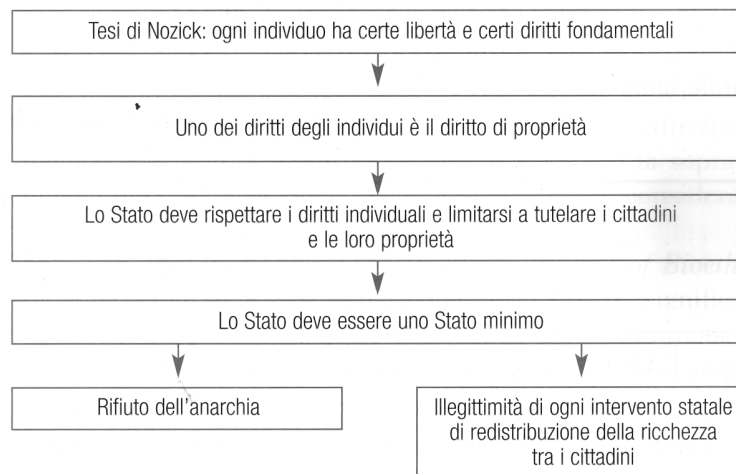 Tesi di Nozick: ogni individuo ha certe libertà e certi diritti fondamentali
Uno dei diritti degli individui è il diritto di proprietà
Lo Stato deve rispettare i diritti individuali e limitarsi a tutelare i cittadini
e le loro proprietà
Lo Stato deve essere uno Stato minimo
Rifiuto dell'anarchia
Illegittimità di ogni intervento statale
di redistribuzione della ricchezza
tra i cittadini